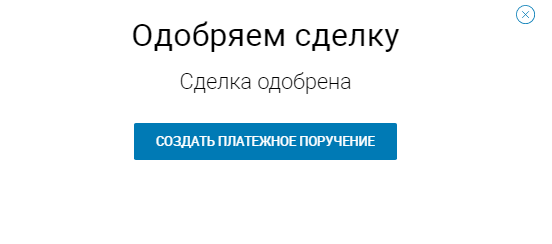 Одобряем сделку
Сделка одобрена
СОЗДАТЬ ПЛАТЕЖНОЕ ПОРУЧЕНИЕ